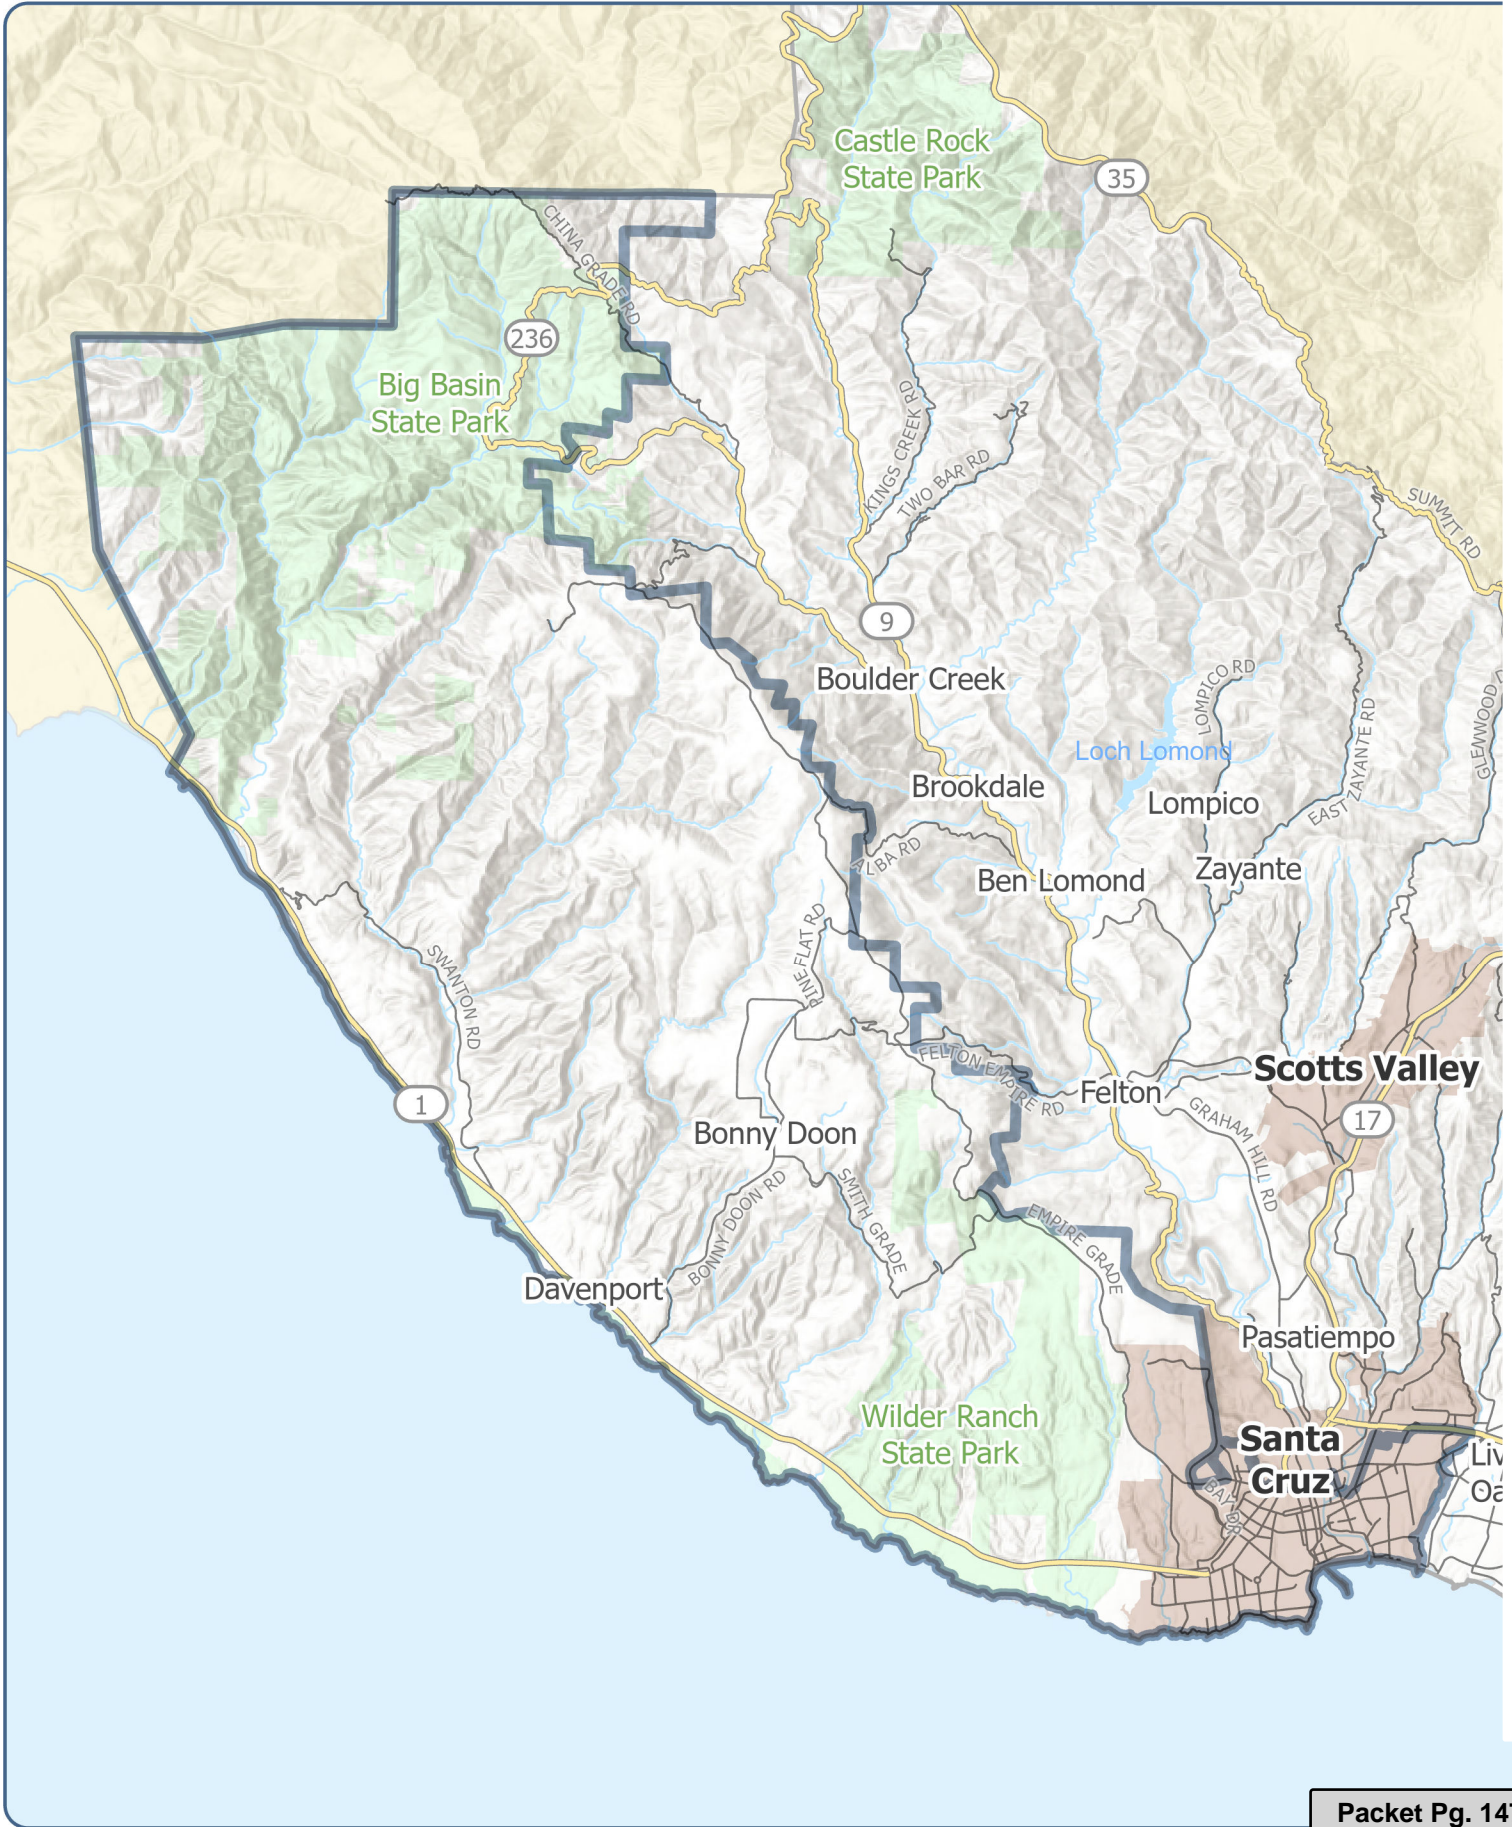 Castle Rock
State Park
35
CHINA GRADE RD
236
Big Basin
State Park
KINGS CREEK RD
TWO BAR RD
SUMMIT RD
9
Boulder Creek
LOMPICO RD
Loch Lomond
EAST ZAYANTE RD
GLENWOOD
Brookdale
Lompico
ALBA RD
Ben Lomond
Zayante
PINE FLAT RD
SWANTON RD
FELTON EMPIRE RD
Scotts Valley
Felton
1
17
GRAHAM HILL RD
Bonny Doon
BONNY DOON RD
SMITH GRADE
EMPIRE GRADE
Davenport
Pasatiempo
Wilder Ranch
State Park
Santa
Cruz
Liv
Oa
BAY DR
Packet Pg. 147